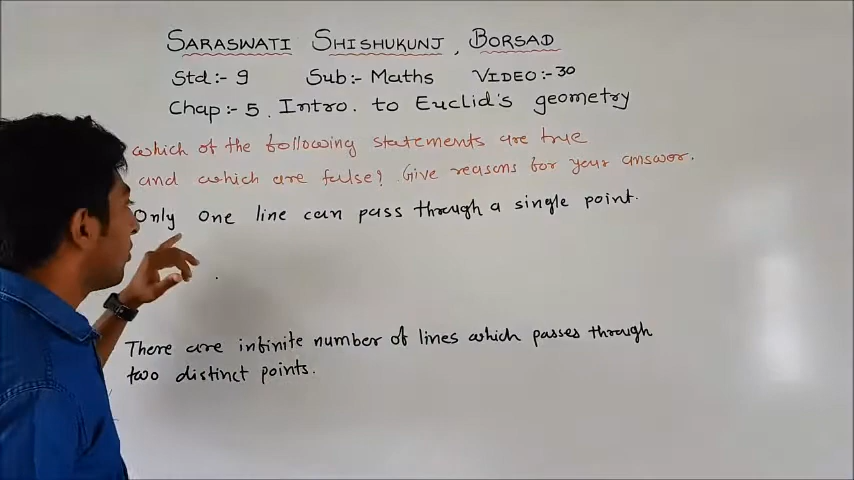 SARASWATI SHISHUKUNJ, BORSAD
Std:- 9 Sub:- Maths VIDEO:- 30
Chap:- 5. Intro. to Euclid's geometry
which of the following statements are true
and which are false? Give reasons for your answer.
Only one line can pass through a single point.
There are infinite number of lines which passes through
two distinct points.